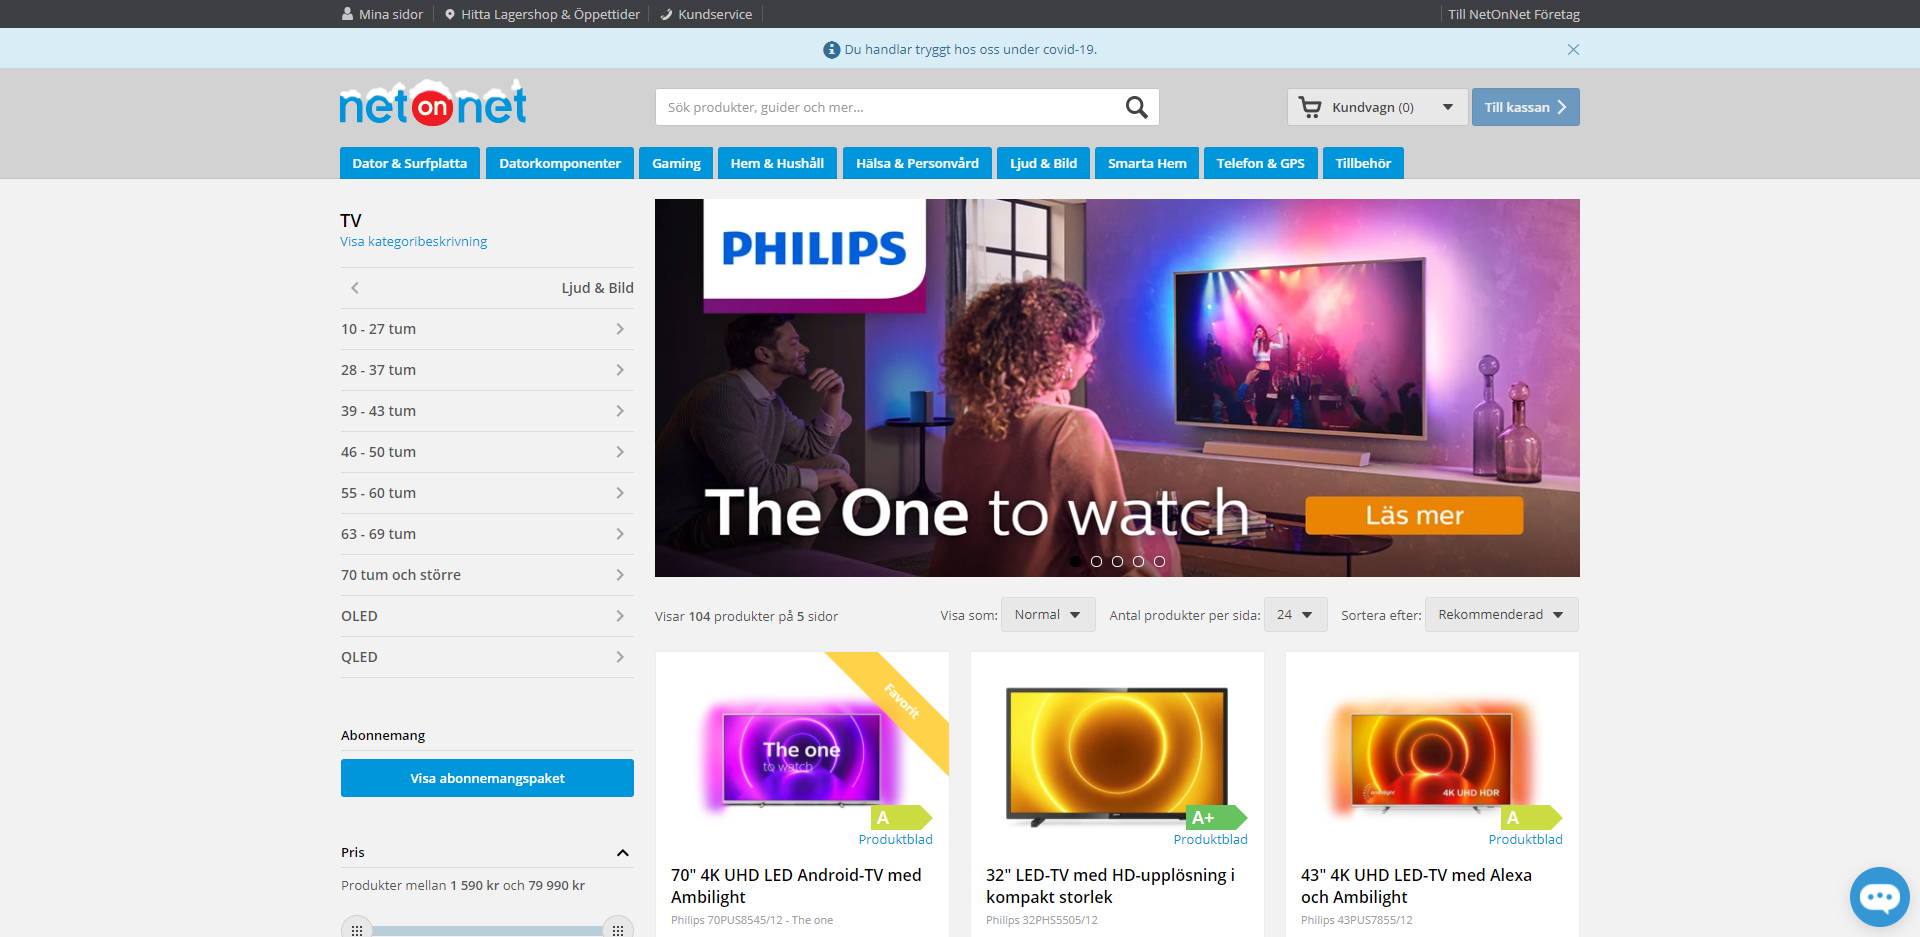 Mina sidor
Hitta Lagershop & Öppettider
Kundservice
Till NetOnNet Företag
Du handlar tryggt hos oss under covid-19.
net on net
Sök produkter, guider och mer...
Kundvagn (0)
Till kassan
Dator & Surfplatta
Datorkomponenter
Gaming
Hem & Hushåll
Hälsa & Personvård
Ljud & Bild
Smarta Hem
Telefon & GPS
Tillbehör
TV
Visa kategoribeskrivning
Ljud & Bild
10 - 27 tum
28 - 37 tum
39 - 43 tum
46 - 50 tum
55 - 60 tum
63 - 69 tum
70 tum och större
OLED
QLED
Abonnemang
Visa abonnemangspaket
Pris
Produkter mellan 1 590 kr och 79 990 kr
PHILIPS
The One to watch
Läs mer
Visar 104 produkter på 5 sidor
Visa som: Normal
Antal produkter per sida: 24
Sortera efter: Rekommenderad
Favorit
The one
to watch
A
Produktblad
70" 4K UHD LED Android-TV med
Ambilight
Philips 70PUS8545/12 - The one
A+
Produktblad
32" LED-TV med HD-upplösning i
kompakt storlek
Philips 32PHS5505/12
ambilight
4K UHD HDR
A
Produktblad
43" 4K UHD LED-TV med Alexa
och Ambilight
Philips 43PUS7855/12